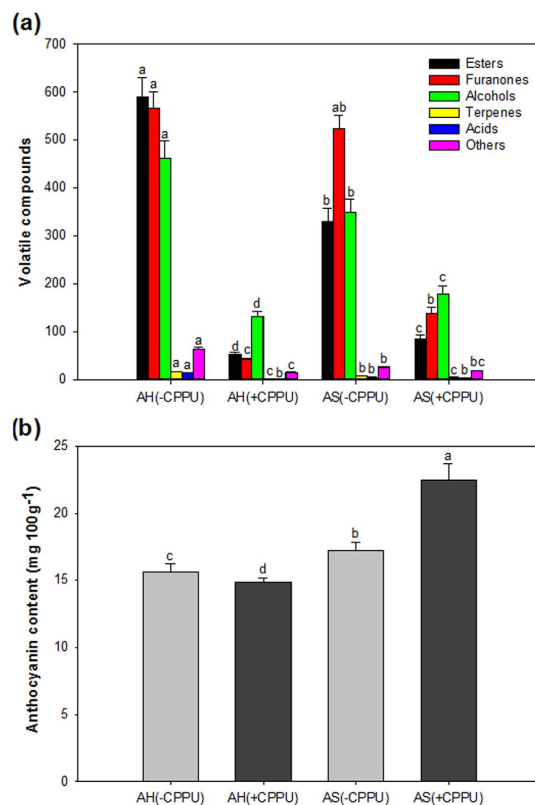 (a)
700
600
500
400
300
200
100
0
Volatile compounds
Esters
Furanones
Alcohols
Terpenes
Acids
Others
a a a a a a
d c d c b c
b ab b b b b
c b c c b bc
AH(-CPPU) AH(+CPPU) AS(-CPPU) AS(+CPPU)
(b)
25
20
15
10
5
0
Anthocyanin content (mg 100g-1)
c d b a
AH(-CPPU) AH(+CPPU) AS(-CPPU) AS(+CPPU)